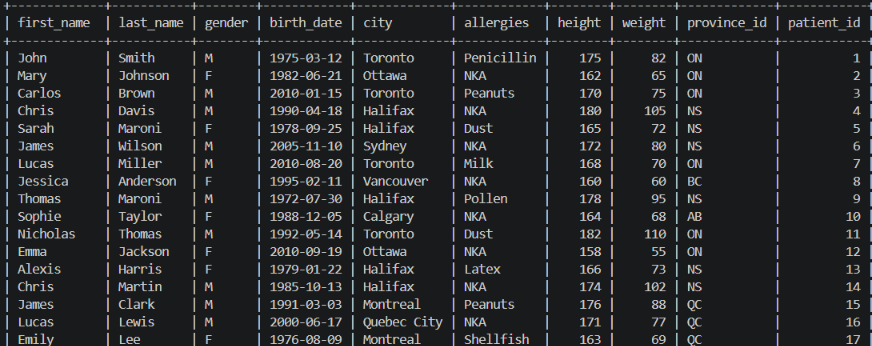 | first_name | last_name | gender | birth_date | city | allergies | height | weight | province_id | patient_id |
| John | Smith | M | 1975-03-12 | Toronto | Penicillin | 175 | 82 | ON | 1
| Mary | Johnson | F | 1982-06-21 | Ottawa | NKA | 162 | 65 | ON | 2
| Carlos | Brown | M | 2010-01-15 | Toronto | Peanuts | 170 | 75 | ON | 3
| Chris | Davis | M | 1990-04-18 | Halifax | NKA | 180 | 105 | NS | 4
| Sarah | Maroni | F | 1978-09-25 | Halifax | Dust | 165 | 72 | NS | 5
| James | Wilson | M | 2005-11-10 | Sydney | NKA | 172 | 80 | NS | 6
| Lucas | Miller | M | 2010-08-20 | Toronto | Milk | 168 | 70 | ON | 7
| Jessica | Anderson | F | 1995-02-11 | Vancouver | NKA | 160 | 60 | BC | 8
| Thomas | Maroni | M | 1972-07-30 | Halifax | Pollen | 178 | 95 | NS | 9
| Sophie | Taylor | F | 1988-12-05 | Calgary | NKA | 164 | 68 | AB | 10
| Nicholas | Thomas | M | 1992-05-14 | Toronto | Dust | 182 | 110 | ON | 11
| Emma | Jackson | F | 2010-09-19 | Ottawa | NKA | 158 | 55 | ON | 12
| Alexis | Harris | F | 1979-01-22 | Halifax | Latex | 166 | 73 | NS | 13
| Chris | Martin | M | 1985-10-13 | Halifax | NKA | 174 | 102 | NS | 14
| James | Clark | M | 1991-03-03 | Montreal | Peanuts | 176 | 88 | QC | 15
| Lucas | Lewis | M | 2000-06-17 | Quebec City | NKA | 171 | 77 | QC | 16
| Emily | Lee | F | 1976-08-09 | Montreal | Shellfish | 163 | 69 | QC | 17